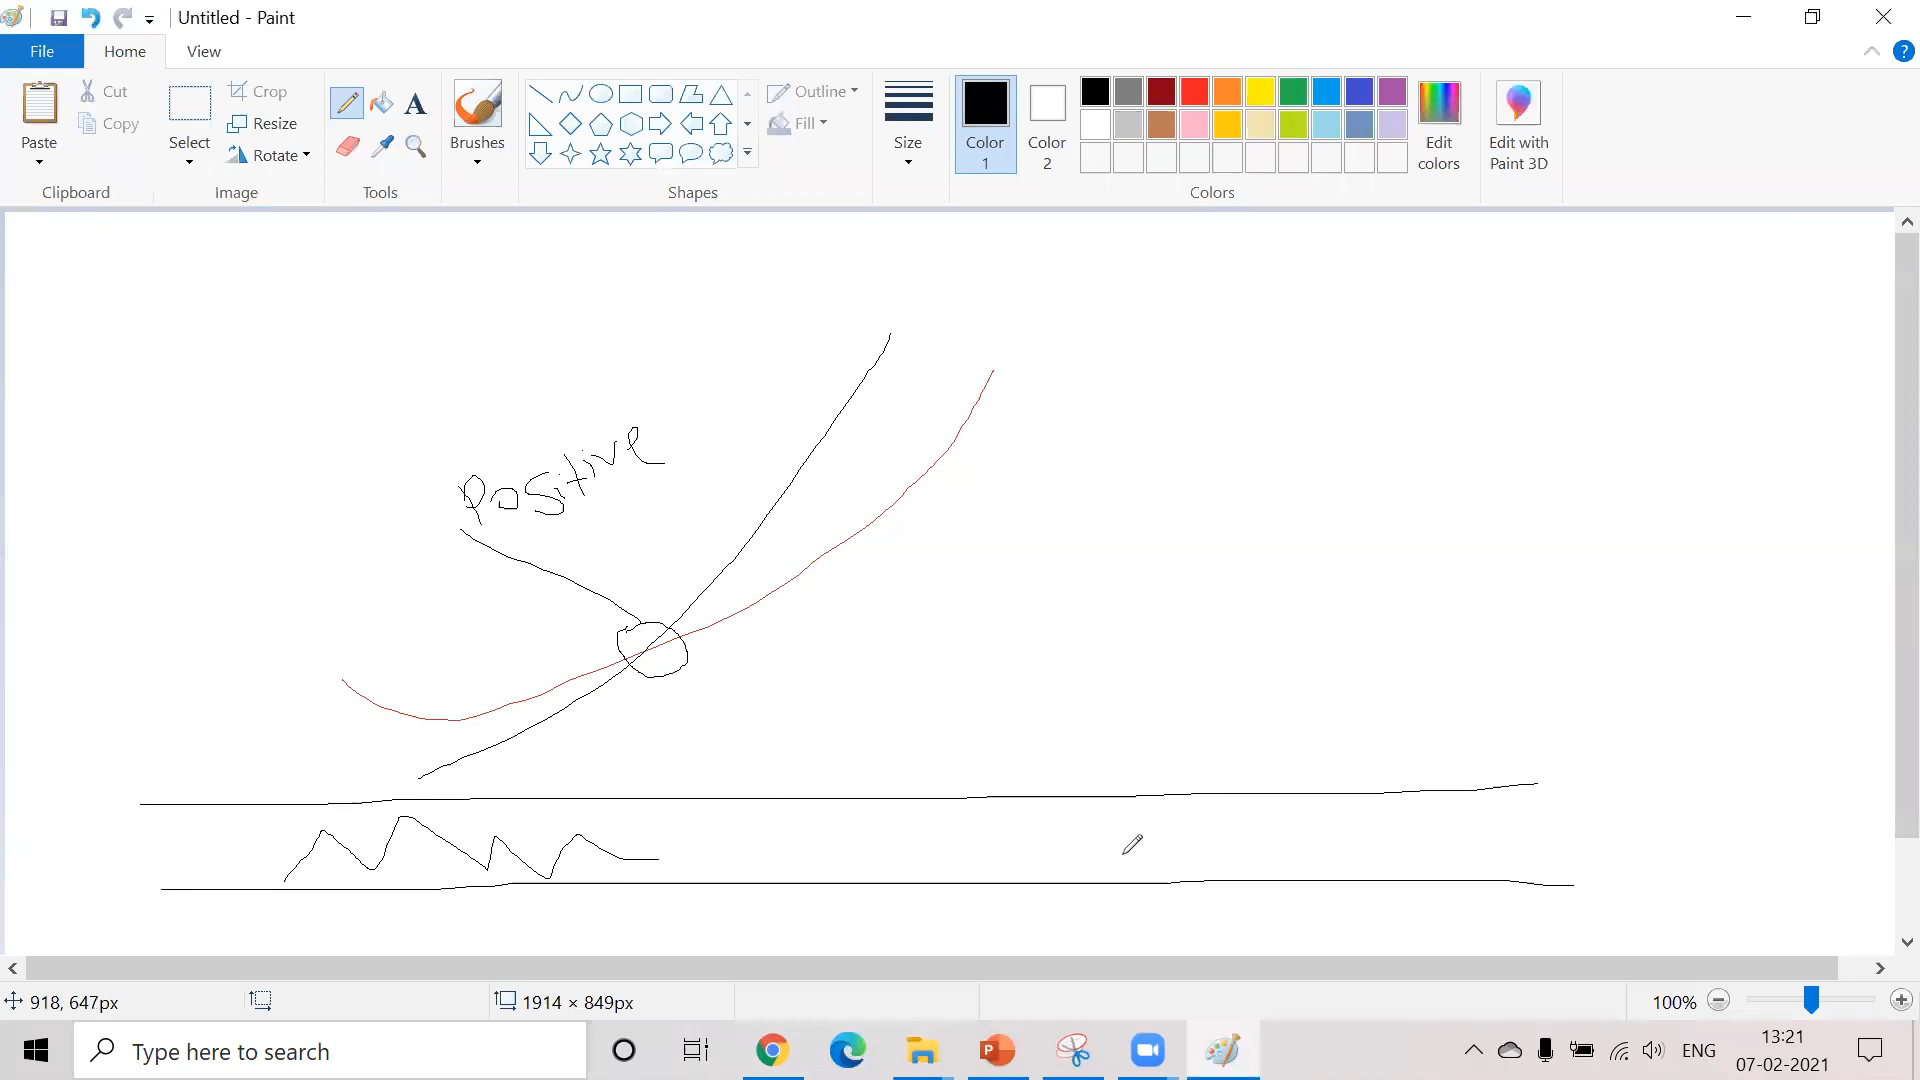 Untitled - Paint
File Home View
Paste
Cut
Copy
Clipboard
Select
Crop
Resize
Rotate
Image
Tools
Brushes
Shapes
Outline
Fill
Size
Color 1
Color 2
Colors
Edit colors
Edit with Paint 3D
Positive
918, 647px
1914 × 849px
100%
Type here to search
ENG
13:21
07-02-2021